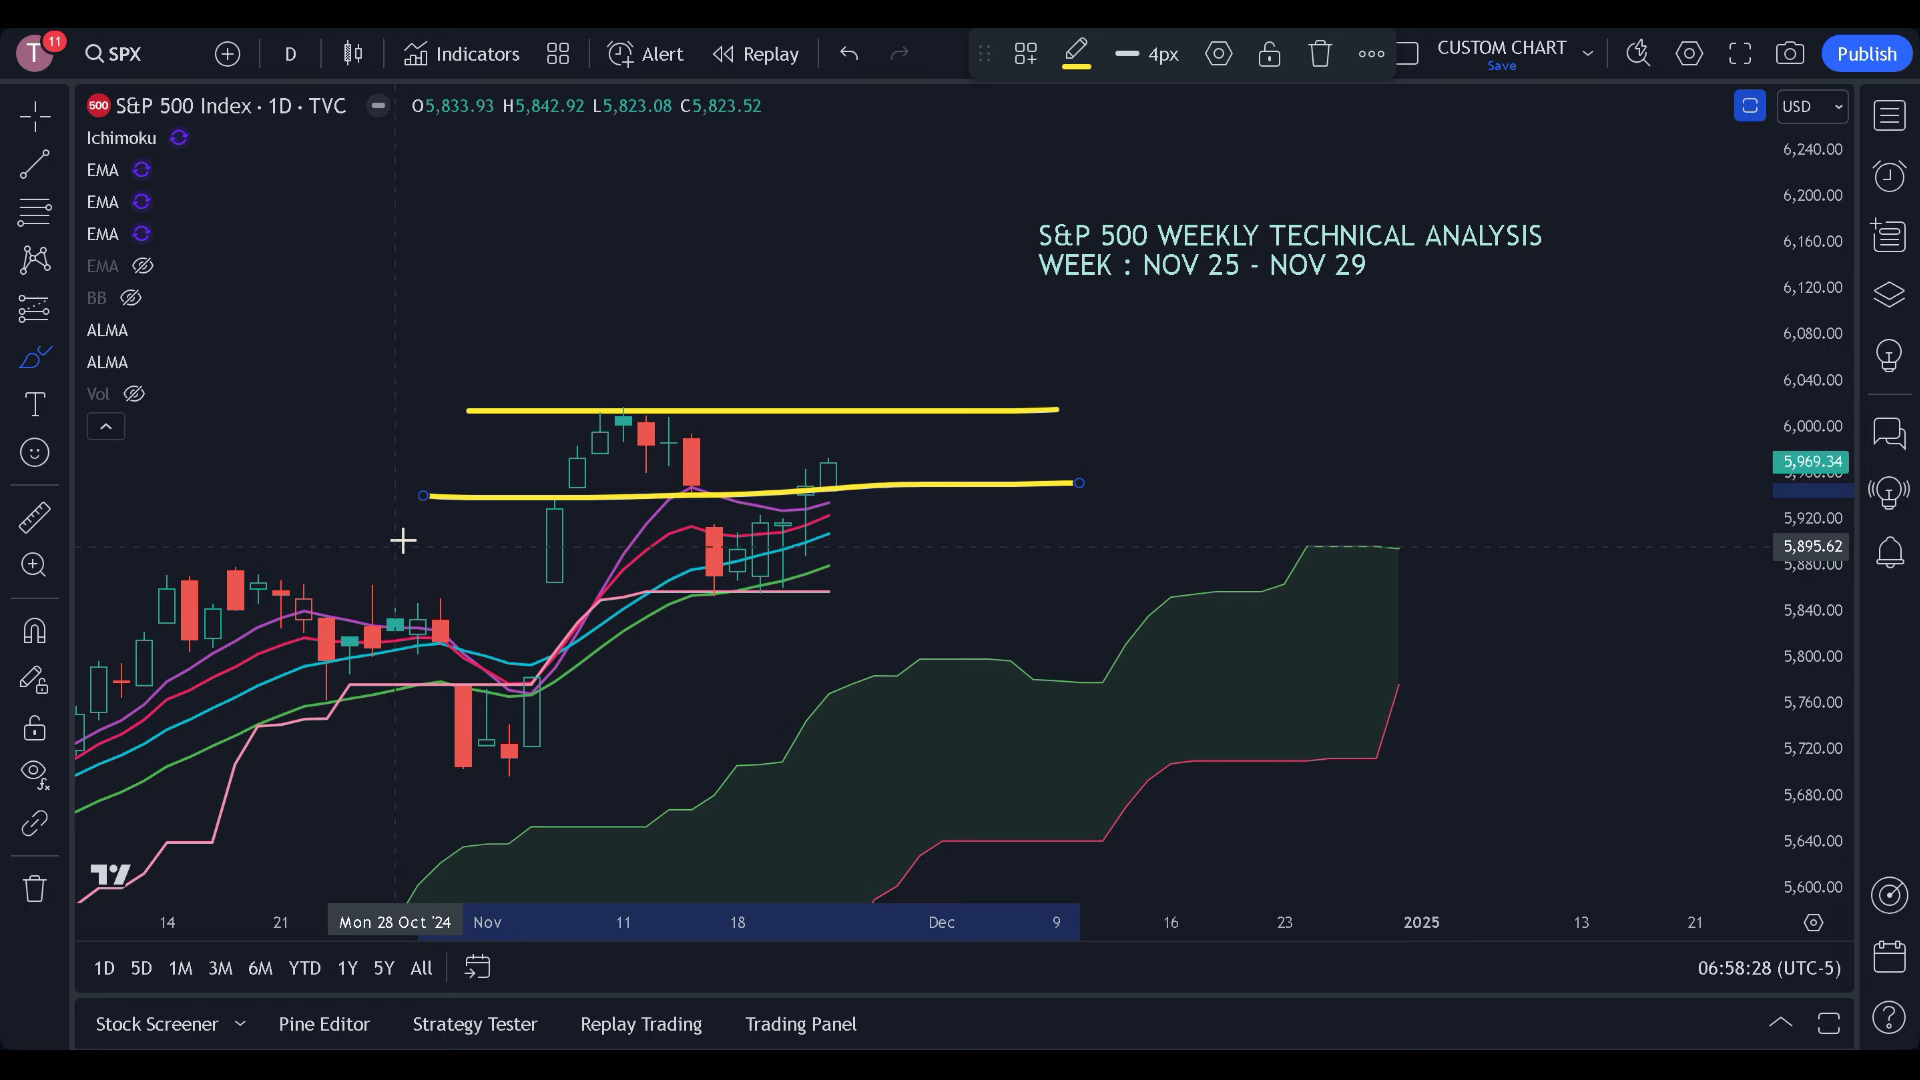 T 11 SPX D Indicators Alert Replay 4px CUSTOM CHART Save Publish
500 S&P 500 Index · 1D · TVC O5,833.93 H5,842.92 L5,823.08 C5,823.52 USD
Ichimoku
EMA
EMA
EMA
EMA
BB
ALMA
ALMA
Vol
S&P 500 WEEKLY TECHNICAL ANALYSIS
WEEK : NOV 25 - NOV 29
6,240.00
6,200.00
6,160.00
6,120.00
6,080.00
6,040.00
6,000.00
5,969.34
5,920.00
5,895.62
5,880.00
5,840.00
5,800.00
5,760.00
5,720.00
5,680.00
5,640.00
5,600.00
14 21 Mon 28 Oct '24 Nov 11 18 Dec 9 16 23 2025 13 21
1D 5D 1M 3M 6M YTD 1Y 5Y All 06:58:28 (UTC-5)
Stock Screener Pine Editor Strategy Tester Replay Trading Trading Panel